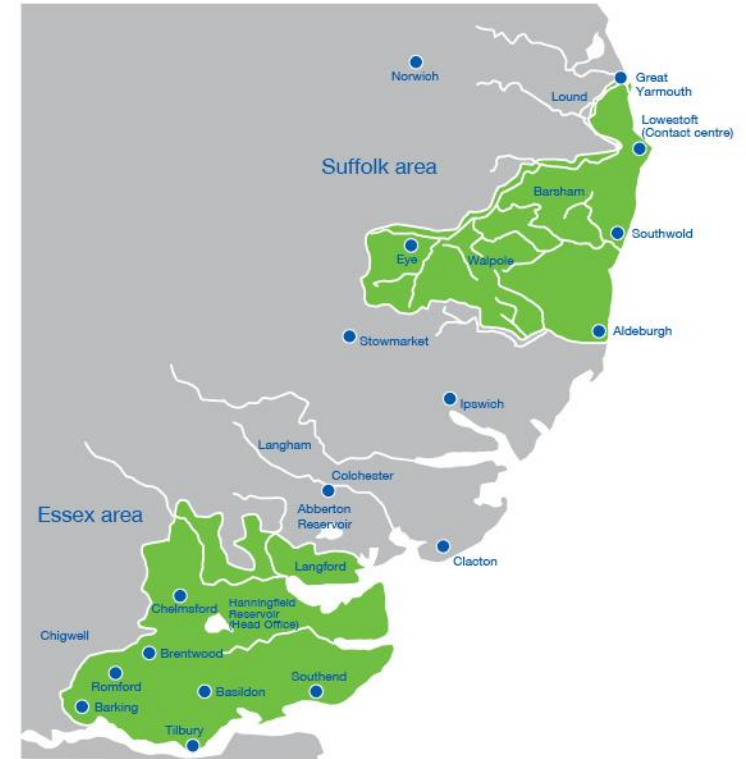 Norwich
Great
Yarmouth
Lound
Lowestoft
(Contact centre)
Suffolk area
Barsham
Southwold
Eye
Walpole
Aldeburgh
Stowmarket
Ipswich
Langham
Colchester
Abberton
Reservoir
Essex area
Clacton
Langford
Chelmsford
Hanningfield
Reservoir
(Head Office)
Chigwell
Brentwood
Romford
Basildon
Southend
Barking
Tilbury